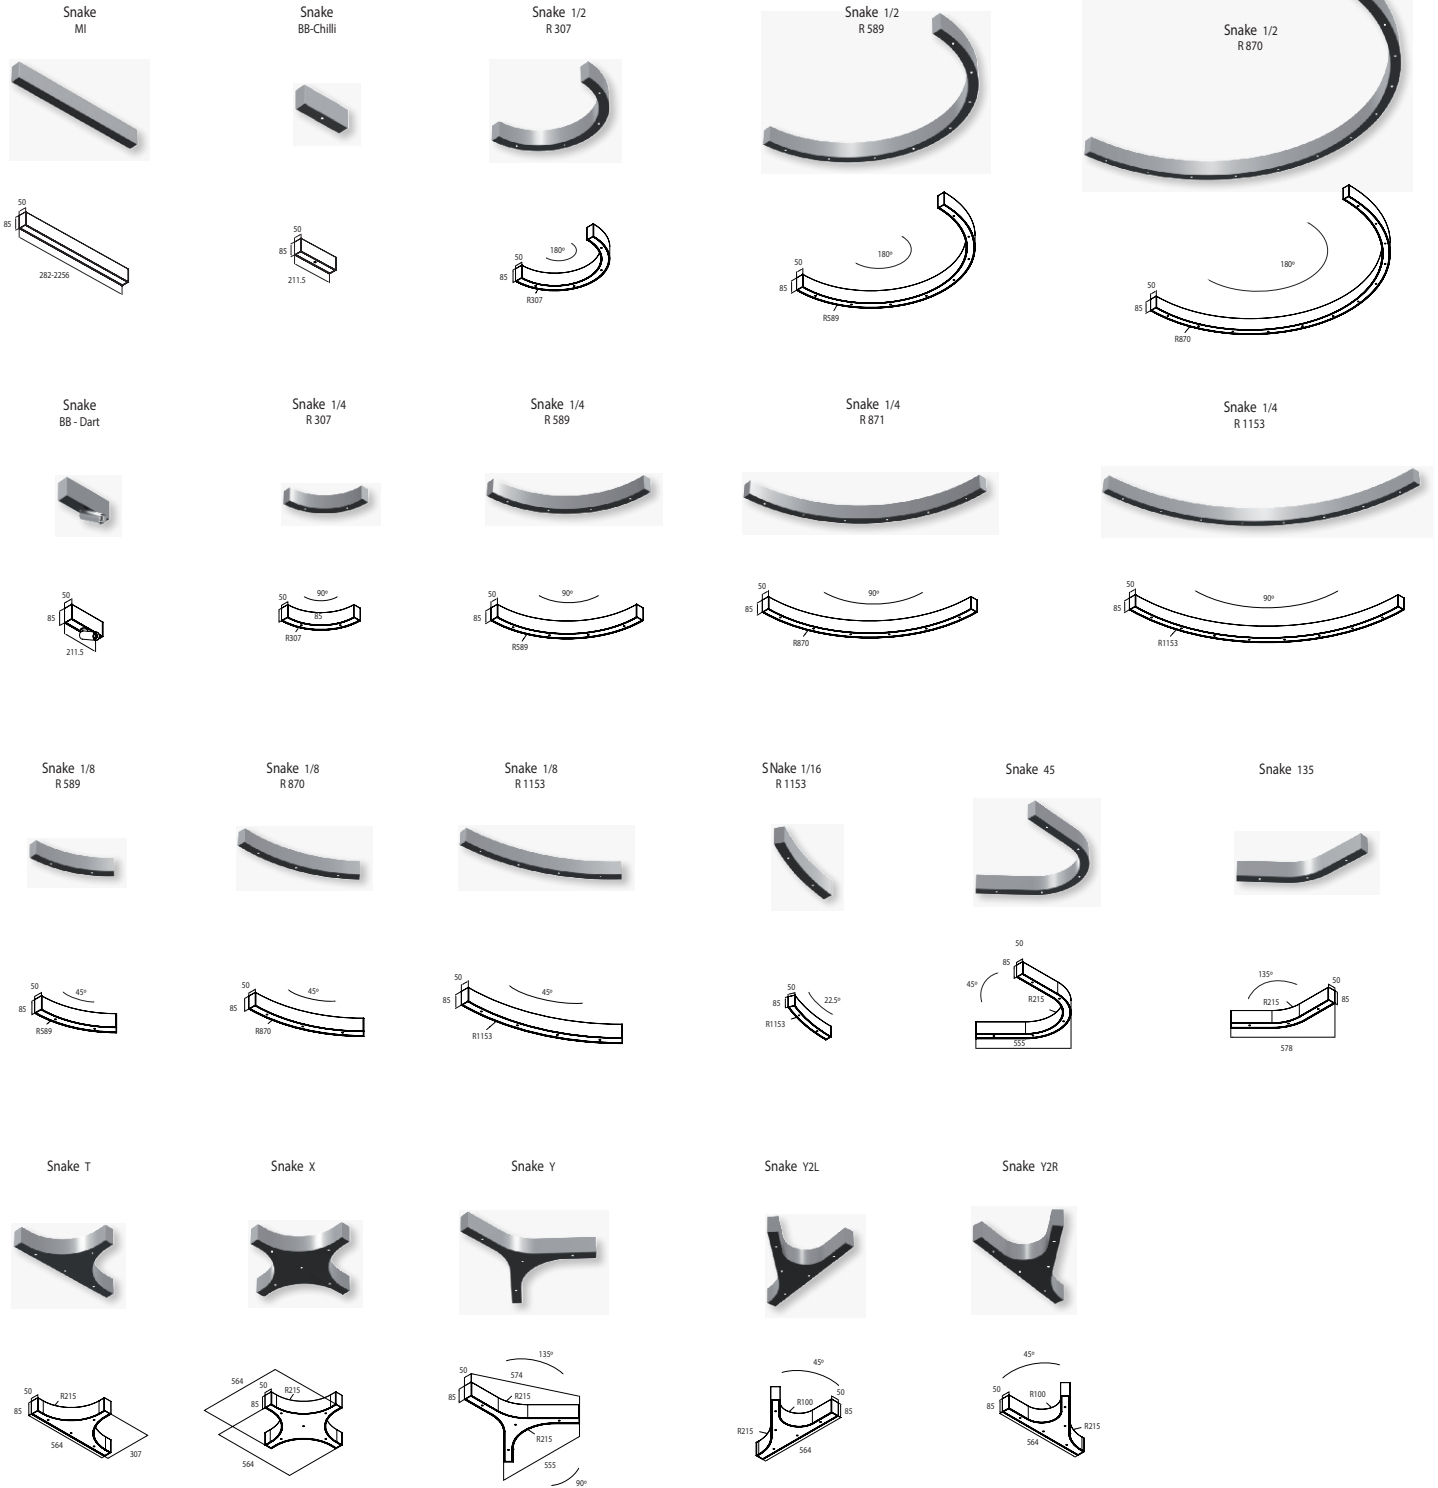 Snake
MI
Snake
BB-Chilli
Snake 1/2
R 307
Snake 1/2
R 589
Snake 1/2
R 870
50
85
282-2256
50
85
211.5
180º
50
85
R307
180º
50
85
R589
180º
50
85
R870
Snake
BB - Dart
Snake 1/4
R 307
Snake 1/4
R 589
Snake 1/4
R 871
Snake 1/4
R 1153
50
85
211.5
90º
50
85
R307
90º
50
85
R589
90º
50
85
R870
90º
50
85
R1153
Snake 1/8
R 589
Snake 1/8
R 870
Snake 1/8
R 1153
SNake 1/16
R 1153
Snake 45
Snake 135
50
45º
85
R589
50
45º
85
R870
50
45º
85
R1153
50
85
22.5º
R1153
50
85
45º
R215
555
135º
50
R215
85
578
Snake T
Snake X
Snake Y
Snake Y2L
Snake Y2R
50
R215
85
564
307
564
50
R215
85
564
135º
50
574
85
R215
R215
555
90º
45º
50
R100
85
R215
564
45º
50
R100
85
R215
564